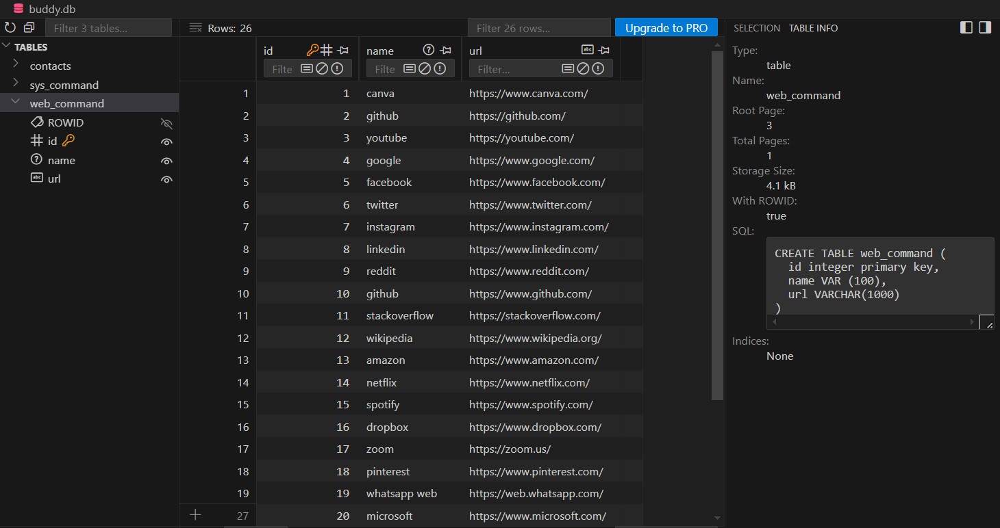 buddy.db
Filter 3 tables...
Rows: 26
Filter 26 rows...
Upgrade to PRO
SELECTION TABLE INFO
TABLES
contacts
sys_command
web_command
ROWID
id
name
url
id name url
Filte Filte Filter...
1 1 canva https://www.canva.com/
2 2 github https://github.com/
3 3 youtube https://youtube.com/
4 4 google https://www.google.com/
5 5 facebook https://www.facebook.com/
6 6 twitter https://www.twitter.com/
7 7 instagram https://www.instagram.com/
8 8 linkedin https://www.linkedin.com/
9 9 reddit https://www.reddit.com/
10 10 github https://www.github.com/
11 11 stackoverflow https://stackoverflow.com/
12 12 wikipedia https://www.wikipedia.org/
13 13 amazon https://www.amazon.com/
14 14 netflix https://www.netflix.com/
15 15 spotify https://www.spotify.com/
16 16 dropbox https://www.dropbox.com/
17 17 zoom https://zoom.us/
18 18 pinterest https://www.pinterest.com/
19 19 whatsapp web https://web.whatsapp.com/
27 20 microsoft https://www.microsoft.com/
Type:
table
Name:
web_command
Root Page:
3
Total Pages:
1
Storage Size:
4.1 kB
With ROWID:
true
SQL:
CREATE TABLE web_command (
id integer primary key,
name VAR (100),
url VARCHAR(1000)
)
Indices:
None